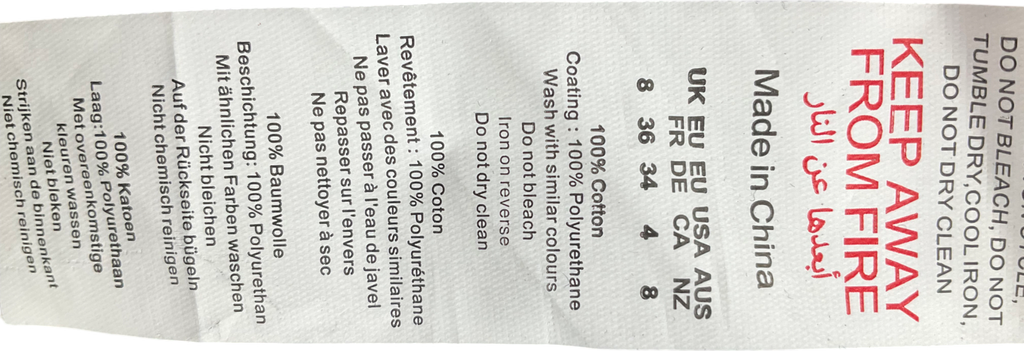 DO NOT BLEACH, DO NOT
TUMBLE DRY, COOL IRON,
DO NOT DRY CLEAN
KEEP AWAY
FROM FIRE
أبعدها عن النار
Made in China
UK EU EU USA AUS
FR DE CA NZ
8 36 34 4 8
100% Cotton
Coating : 100% Polyurethane
Wash with similar colours
Do not bleach
Iron on reverse
Do not dry clean
100% Coton
Revêtement : 100% Polyuréthane
Laver avec des couleurs similaires
Ne pas passer à l'eau de javel
Repasser sur l'envers
Ne pas nettoyer à sec
100% Baumwolle
Beschichtung: 100% Polyurethan
Mit ähnlichen Farben waschen
Nicht bleichen
Auf der Rückseite bügeln
Nicht chemisch reinigen
100% Katoen
Laag:100% Polyurethaan
Met overeenkomstige
kleuren wassen
Niet bleken
Strijken aan de binnenkant
Niet chemisch reinigen